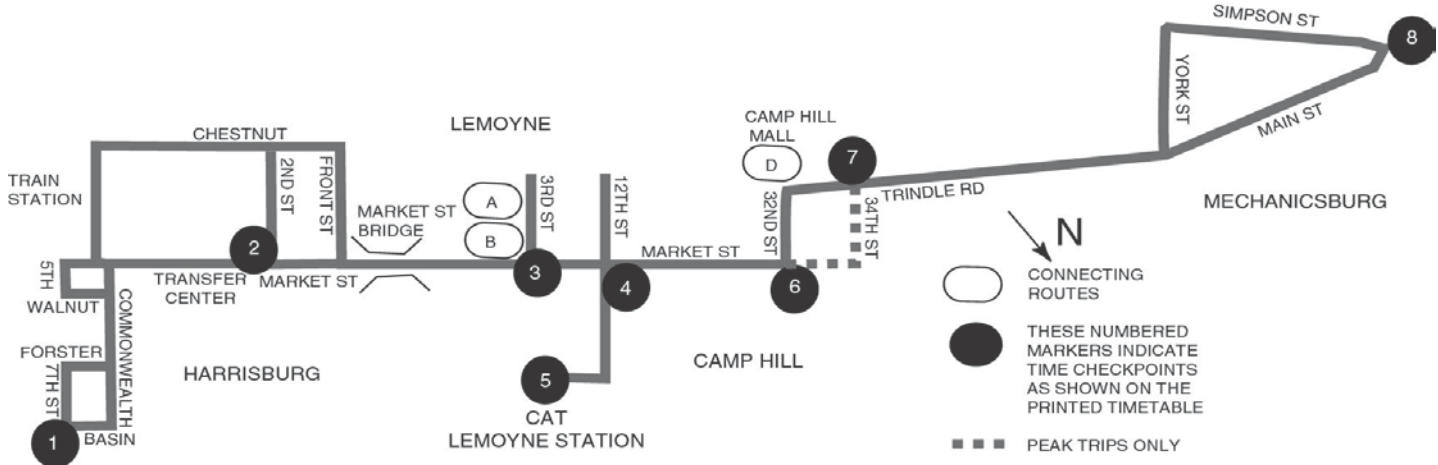 SIMPSON ST
8
YORK ST
MAIN ST
CHESTNUT
LEMOYNE
CAMP HILL
MALL
D
7
TRAIN
STATION
2ND ST
FRONT ST
MARKET ST
BRIDGE
A
B
3RD ST
12TH ST
32ND ST
34TH ST
TRINDLE RD
MECHANICSBURG
N
2
3
4
MARKET ST
6
5TH
TRANSFER
CENTER
MARKET ST
WALNUT
COMMONWEALTH
CONNECTING
ROUTES
FORSTER
7TH ST
HARRISBURG
5
CAMP HILL
THESE NUMBERED
MARKERS INDICATE
TIME CHECKPOINTS
AS SHOWN ON THE
PRINTED TIMETABLE
CAT
LEMOYNE STATION
1
BASIN
PEAK TRIPS ONLY